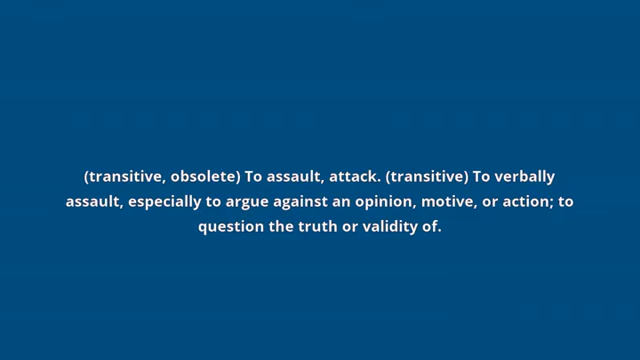 (transitive, obsolete) To assault, attack. (transitive) To verbally
assault, especially to argue against an opinion, motive, or action; to
question the truth or validity of.